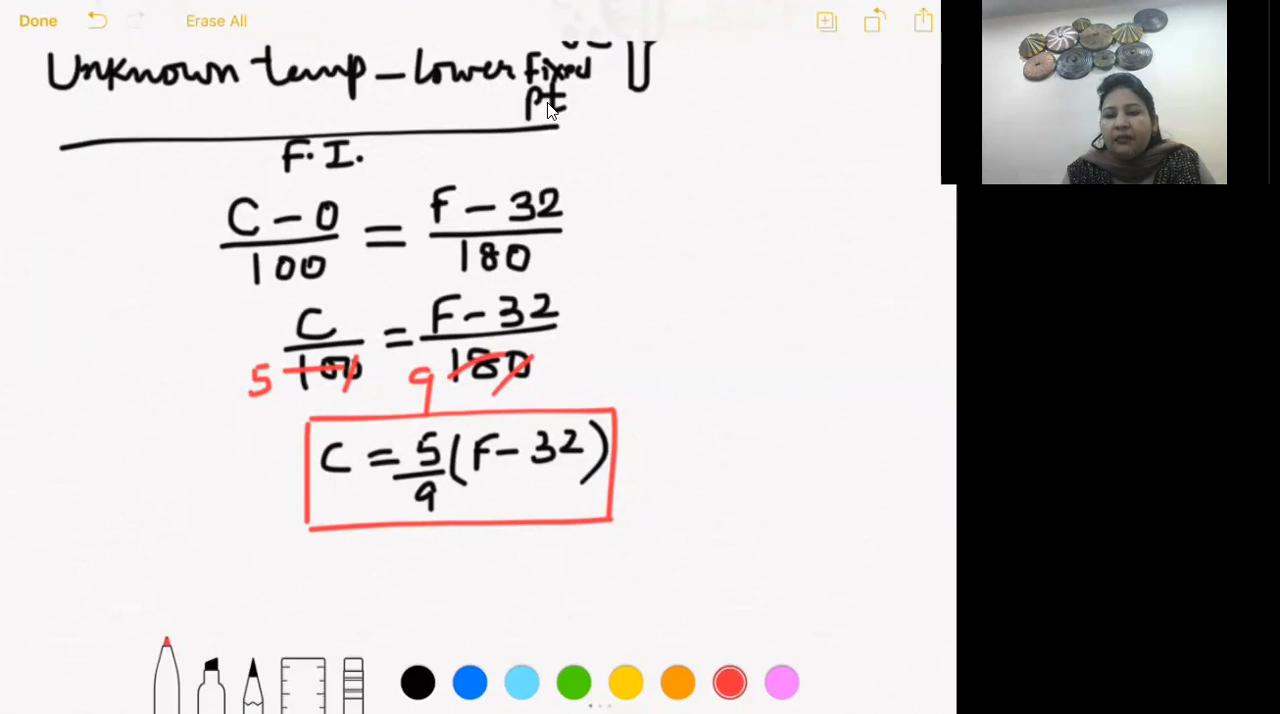 Done Erase All
Unknown temp - Lower Fixed
Pt
F.I.
C - 0 / 100 = F - 32 / 180
C / 100 = F - 32 / 180
5 9
C = 5/9 (F - 32)